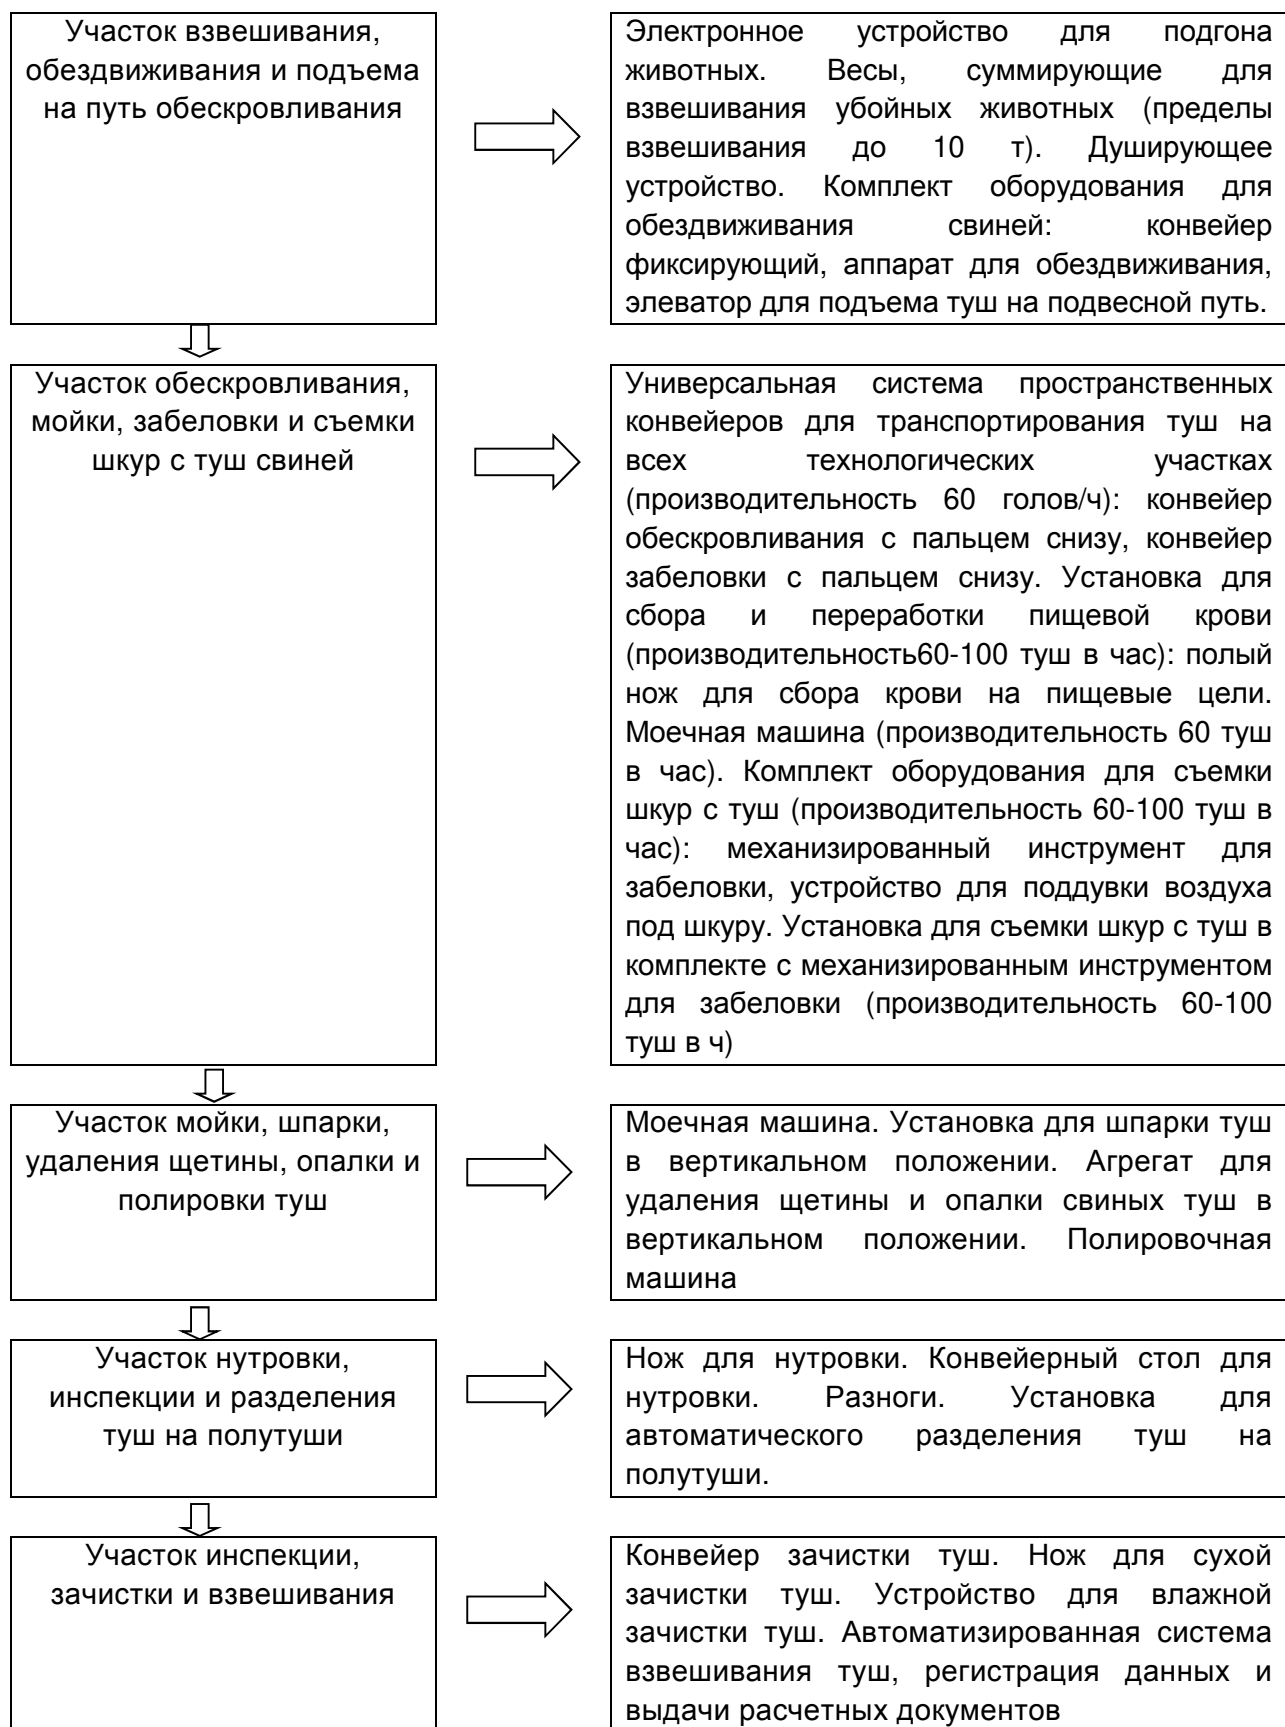 Участок взвешивания,
обездвиживания и подъема
на путь обескровливания
Электронное устройство для подгона
животных. Весы, суммирующие для
взвешивания убойных животных (пределы
взвешивания до 10 т). Душирующее
устройство. Комплект оборудования для
обездвиживания свиней: конвейер
фиксирующий, аппарат для обездвиживания,
элеватор для подъема туш на подвесной путь.
Участок обескровливания,
мойки, забеловки и съемки
шкур с туш свиней
Универсальная система пространственных
конвейеров для транспортирования туш на
всех технологических участках
(производительность 60 голов/ч): конвейер
обескровливания с пальцем снизу, конвейер
забеловки с пальцем снизу. Установка для
сбора и переработки пищевой крови
(производительность60-100 туш в час): полый
нож для сбора крови на пищевые цели.
Моечная машина (производительность 60 туш
в час). Комплект оборудования для съемки
шкур с туш (производительность 60-100 туш в
час): механизированный инструмент для
забеловки, устройство для поддувки воздуха
под шкуру. Установка для съемки шкур с туш в
комплекте с механизированным инструментом
для забеловки (производительность 60-100
туш в ч)
Участок мойки, шпарки,
удаления щетины, опалки и
полировки туш
Моечная машина. Установка для шпарки туш
в вертикальном положении. Агрегат для
удаления щетины и опалки свиных туш в
вертикальном положении. Полировочная
машина
Участок нутровки,
инспекции и разделения
туш на полутуши
Нож для нутровки. Конвейерный стол для
нутровки. Разноги. Установка для
автоматического разделения туш на
полутуши.
Участок инспекции,
зачистки и взвешивания
Конвейер зачистки туш. Нож для сухой
зачистки туш. Устройство для влажной
зачистки туш. Автоматизированная система
взвешивания туш, регистрация данных и
выдачи расчетных документов